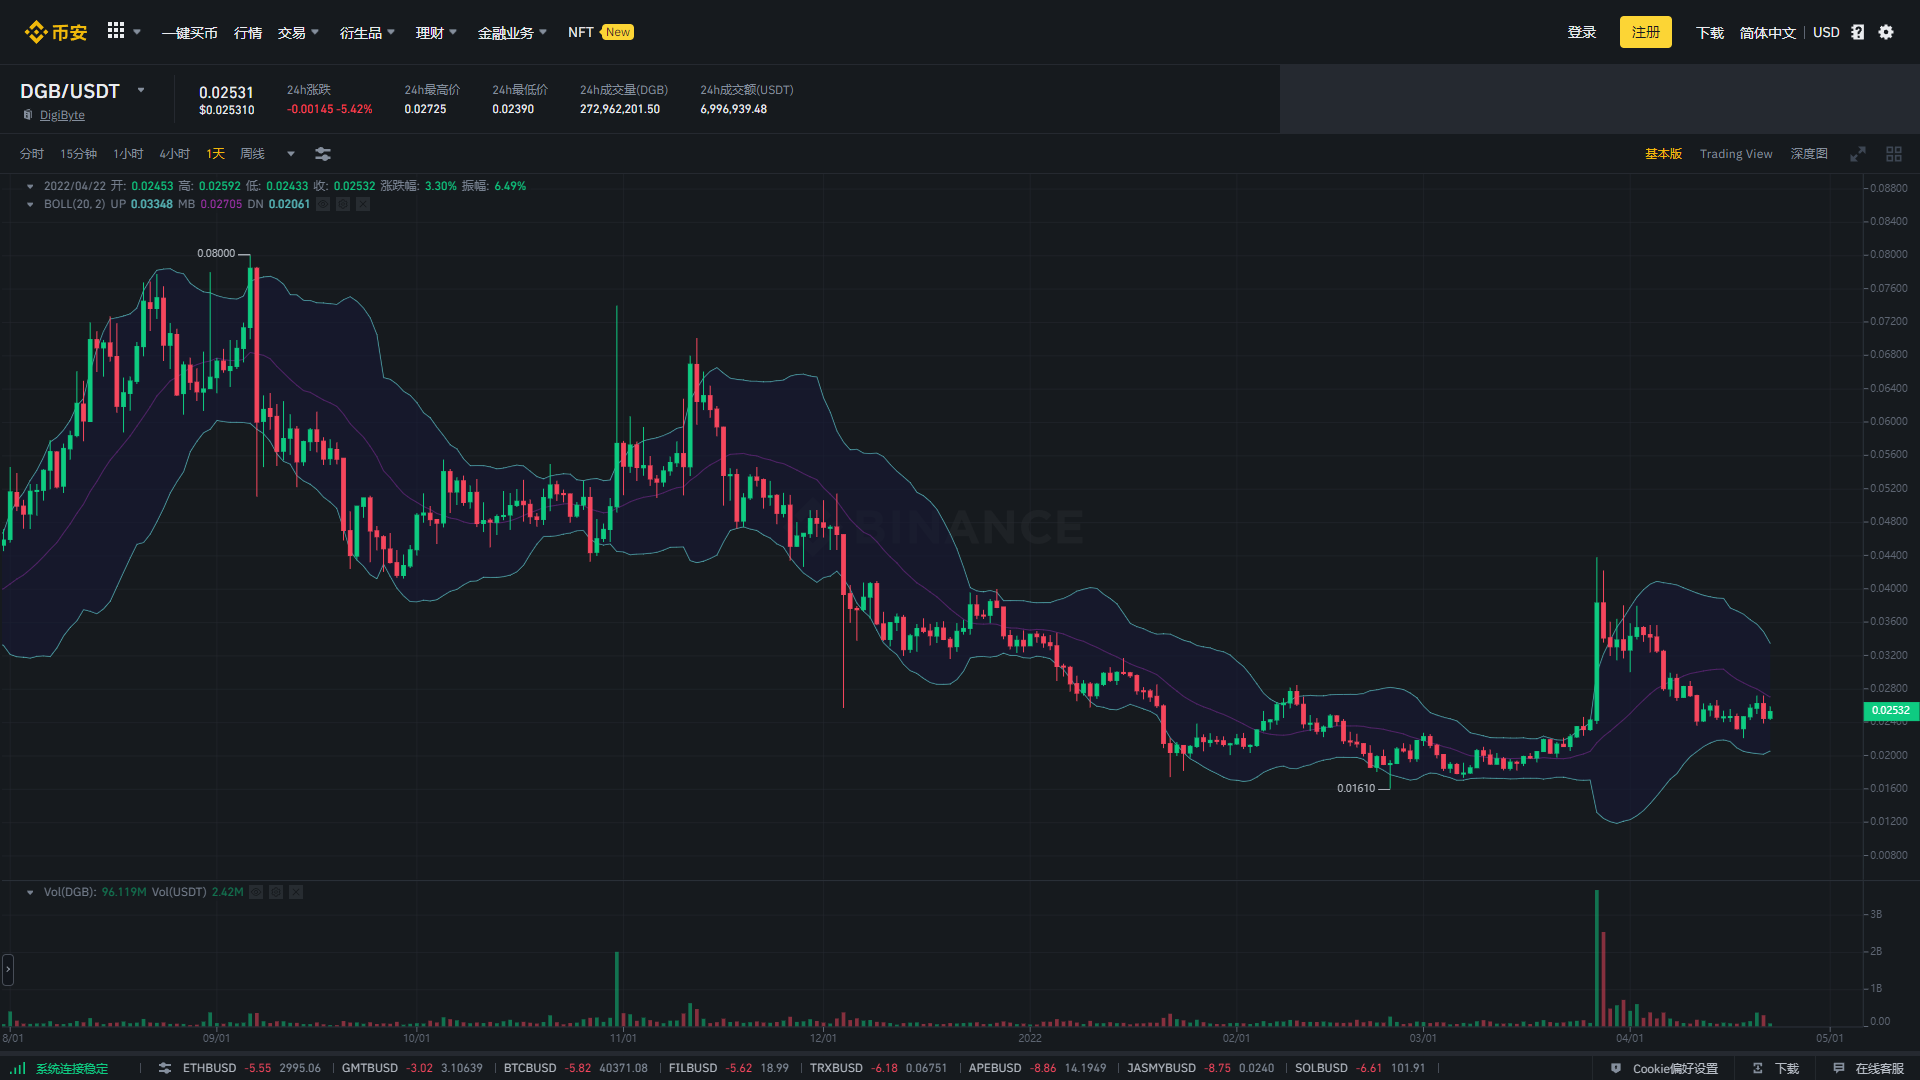 币安 一键买币 行情 交易 衍生品 理财 金融业务 NFT New 登录 注册 下载 简体中文 USD
DGB/USDT
DigiByte
0.02531
$0.025310
24h涨跌
-0.00145 -5.42%
24h最高价
0.02725
24h最低价
0.02390
24h成交量(DGB)
272,962,201.50
24h成交额(USDT)
6,996,939.48
分时 15分钟 1小时 4小时 1天 周线 基本版 Trading View 深度图
2022/04/22 开: 0.02453 高: 0.02592 低: 0.02433 收: 0.02532 涨跌幅: 3.30% 振幅: 6.49%
BOLL(20, 2) UP 0.03348 MB 0.02705 DN 0.02061
0.08000
0.01610
BINANCE
0.08800
0.08400
0.08000
0.07600
0.07200
0.06800
0.06400
0.06000
0.05600
0.05200
0.04800
0.04400
0.04000
0.03600
0.03200
0.02800
0.02532
0.02400
0.02000
0.01600
0.01200
0.00800
Vol(DGB): 96.119M Vol(USDT) 2.42M
3B
2B
1B
0.00
8/01 09/01 10/01 11/01 12/01 2022 02/01 03/01 04/01 05/01
系统连接稳定 ETHBUSD -5.55 2995.06 GMTBUSD -3.02 3.10639 BTCBUSD -5.82 40371.08 FILBUSD -5.62 18.99 TRXBUSD -6.18 0.06751 APEBUSD -8.86 14.1949 JASMYBUSD -8.75 0.0240 SOLBUSD -6.61 101.91 Cookie偏好设置 下载 在线客服